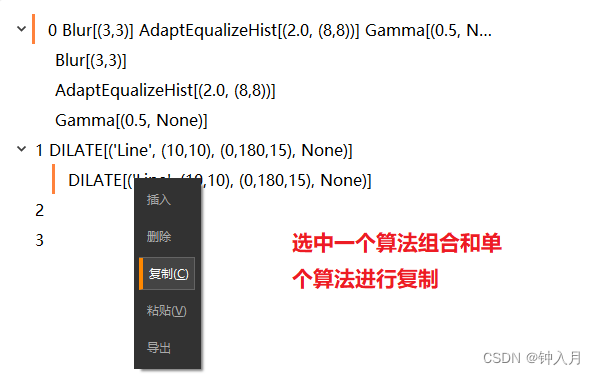 0 Blur[(3,3)] AdaptEqualizeHist[(2.0, (8,8))] Gamma[(0.5, N...
Blur[(3,3)]
AdaptEqualizeHist[(2.0, (8,8))]
Gamma[(0.5, None)]
1 DILATE[('Line', (10,10), (0,180,15), None)]
DILATE[('Line', (10,10), (0,180,15), None)]
插入
2
删除
3
选中一个算法组合和单
复制(C)
个算法进行复制
粘贴(V)
导出
CSDN @钟入月